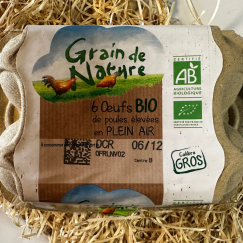 Grain de
Nature
6 Oeufs BIO
de poules élevées
en PLEIN AIR
DCR 06/12
0FRLNV02
CERTIFIÉ
AB
AGRICULTURE
BIOLOGIQUE
Calibre
GROS